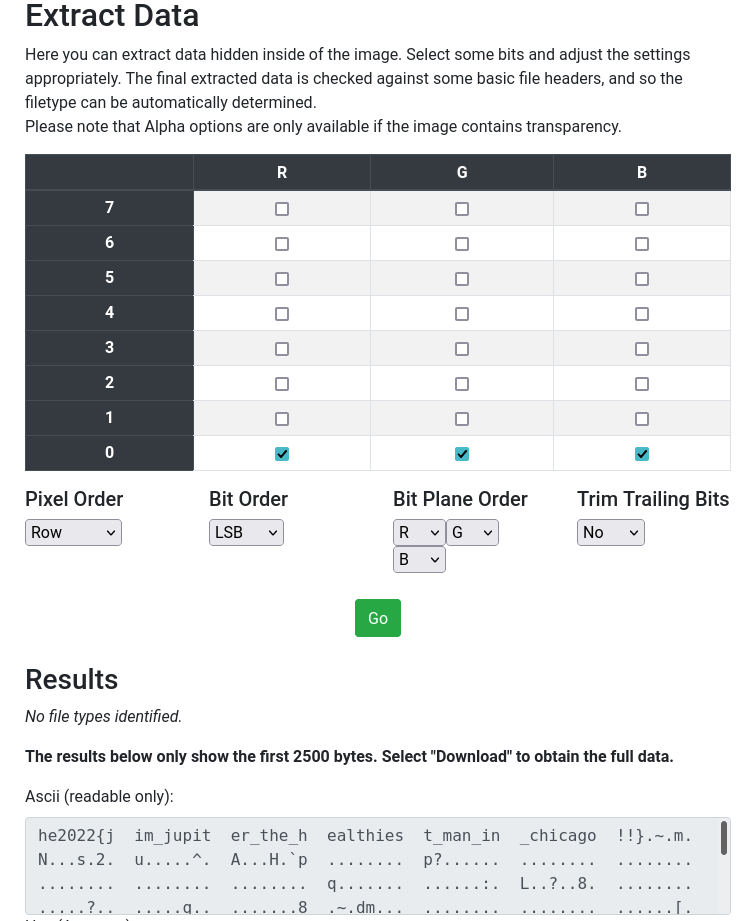 Extract Data
Here you can extract data hidden inside of the image. Select some bits and adjust the settings
appropriately. The final extracted data is checked against some basic file headers, and so the
filetype can be automatically determined.
Please note that Alpha options are only available if the image contains transparency.
R G B
7
6
5
4
3
2
1
0
Pixel Order Bit Order Bit Plane Order Trim Trailing Bits
Row LSB R G No
B
Go
Results
No file types identified.
The results below only show the first 2500 bytes. Select "Download" to obtain the full data.
Ascii (readable only):
he2022{j im_jupit er_the_h ealthies t_man_in _chicago !!}.~.m.
N...s.2. u.....^. A...H.`p ........ p?...... ........ ........
........ ........ ........ q....... ......:. L..?..8. ........
.....?.. .....q.. .......8 .~.dm... ........ ........ ......[.